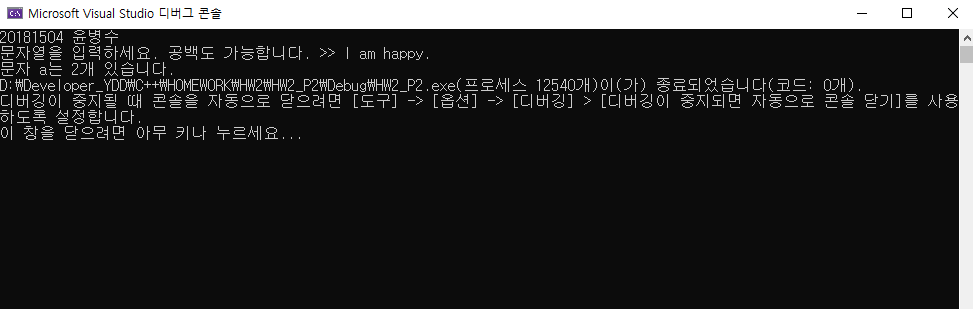 Microsoft Visual Studio 디버그 콘솔
20181504 윤병수
문자열을 입력하세요. 공백도 가능합니다. >> I am happy.
문자 a는 2개 있습니다.
D:\Developer_YDD\C++\HOMEWORK\HW2\HW2_P2\Debug\HW2_P2.exe(프로세스 12540개)이(가) 종료되었습니다(코드: 0개).
디버깅이 중지될 때 콘솔을 자동으로 닫으려면 [도구] -> [옵션] -> [디버깅] > [디버깅이 중지되면 자동으로 콘솔 닫기]를 사용
하도록 설정합니다.
이 창을 닫으려면 아무 키나 누르세요...